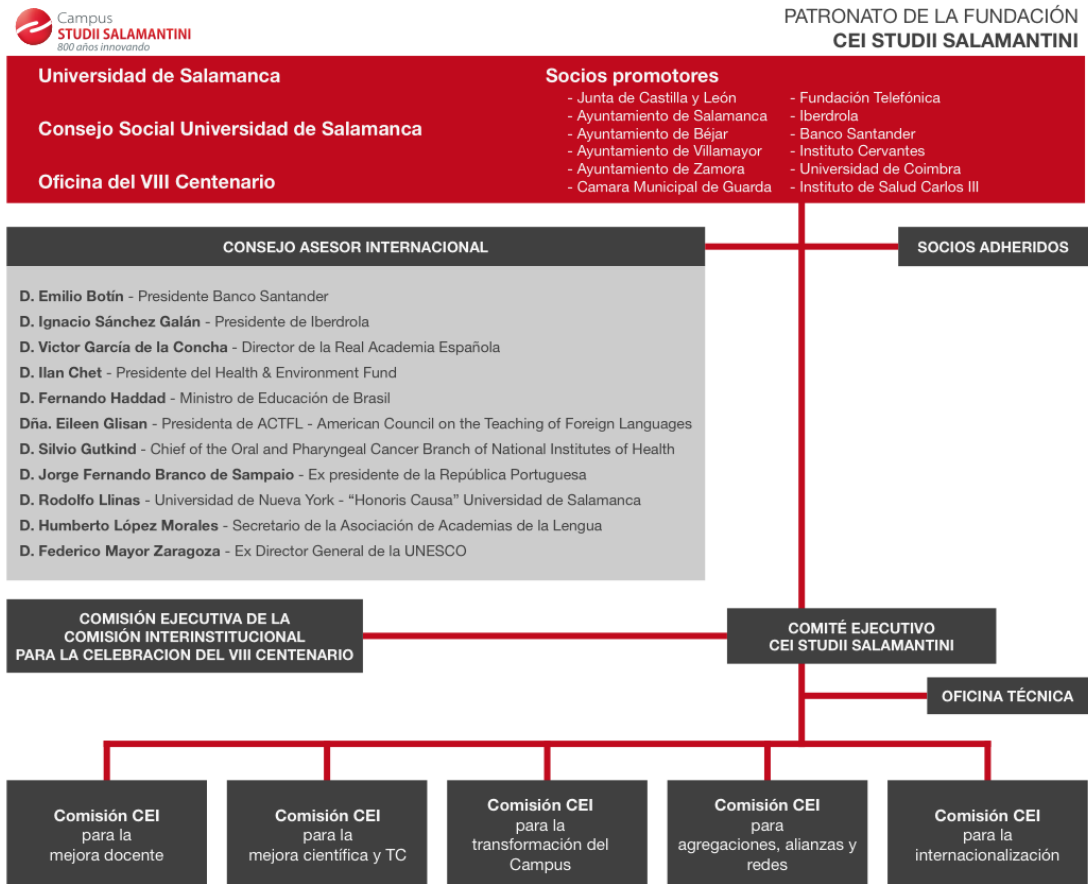 Campus
STUDII SALAMANTINI
800 años innovando
PATRONATO DE LA FUNDACIÓN
CEI STUDII SALAMANTINI
Universidad de Salamanca
Consejo Social Universidad de Salamanca
Oficina del VIII Centenario
Socios promotores
- Junta de Castilla y León
- Ayuntamiento de Salamanca
- Ayuntamiento de Béjar
- Ayuntamiento de Villamayor
- Ayuntamiento de Zamora
- Camara Municipal de Guarda
- Fundación Telefónica
- Iberdrola
- Banco Santander
- Instituto Cervantes
- Universidad de Coimbra
- Instituto de Salud Carlos III
CONSEJO ASESOR INTERNACIONAL
SOCIOS ADHERIDOS
D. Emilio Botín - Presidente Banco Santander
D. Ignacio Sánchez Galán - Presidente de Iberdrola
D. Victor García de la Concha - Director de la Real Academia Española
D. Ilan Chet - Presidente del Health & Environment Fund
D. Fernando Haddad - Ministro de Educación de Brasil
Dña. Eileen Glisan - Presidenta de ACTFL - American Council on the Teaching of Foreign Languages
D. Silvio Gutkind - Chief of the Oral and Pharyngeal Cancer Branch of National Institutes of Health
D. Jorge Fernando Branco de Sampaio - Ex presidente de la República Portuguesa
D. Rodolfo Llinas - Universidad de Nueva York - “Honoris Causa” Universidad de Salamanca
D. Humberto López Morales - Secretario de la Asociación de Academias de la Lengua
D. Federico Mayor Zaragoza - Ex Director General de la UNESCO
COMISIÓN EJECUTIVA DE LA
COMISIÓN INTERINSTITUCIONAL
PARA LA CELEBRACION DEL VIII CENTENARIO
COMITÉ EJECUTIVO
CEI STUDII SALAMANTINI
OFICINA TÉCNICA
Comisión CEI
para la
mejora docente
Comisión CEI
para la
mejora científica y TC
Comisión CEI
para la
transformación del
Campus
Comisión CEI
para
agregaciones, alianzas y
redes
Comisión CEI
para la
internacionalización